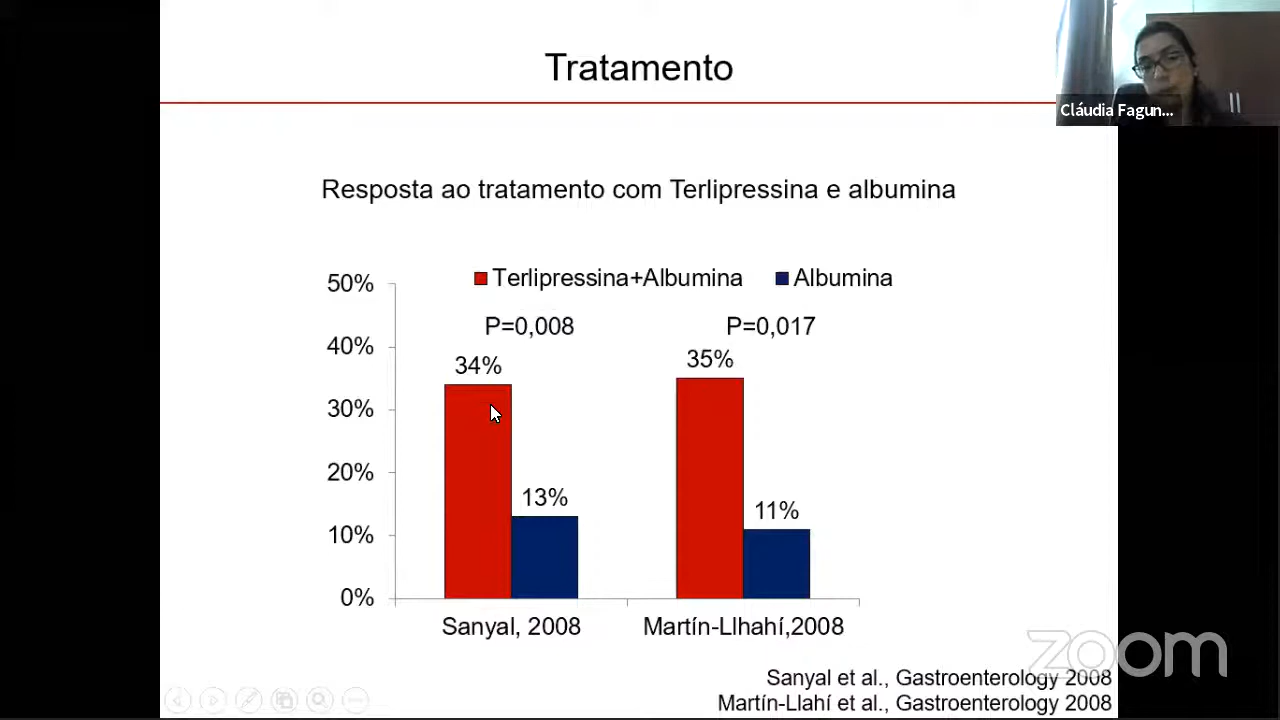 Tratamento
Cláudia Fagun...
Resposta ao tratamento com Terlipressina e albumina
Terlipressina+Albumina Albumina
50%
P=0,008 P=0,017
40%
34% 35%
30%
20%
13% 11%
10%
0%
Sanyal, 2008 Martín-Llhahí,2008
zoom
Sanyal et al., Gastroenterology 2008
Martín-Llahí et al., Gastroenterology 2008